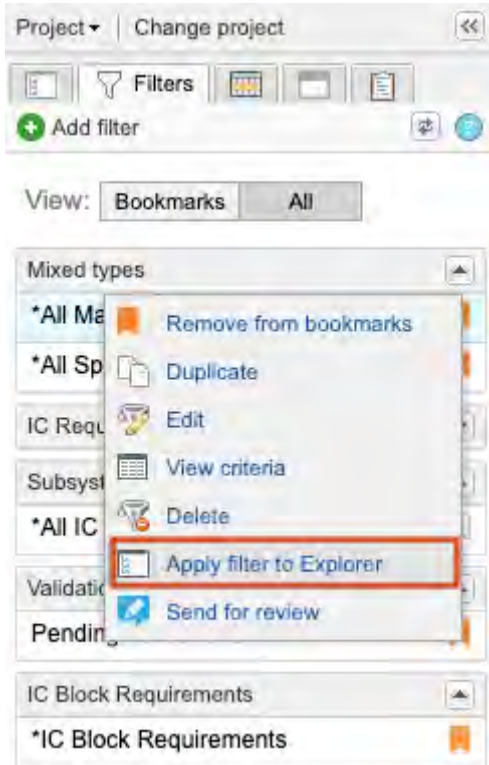 Project Change project
Filters
Add filter
View: Bookmarks All
Mixed types
*All Ma
Remove from bookmarks
*All Sp
Duplicate
IC Requ
Edit
View criteria
Subsyst
*All IC
Delete
Apply filter to Explorer
Validatio
Send for review
Pending
IC Block Requirements
*IC Block Requirements